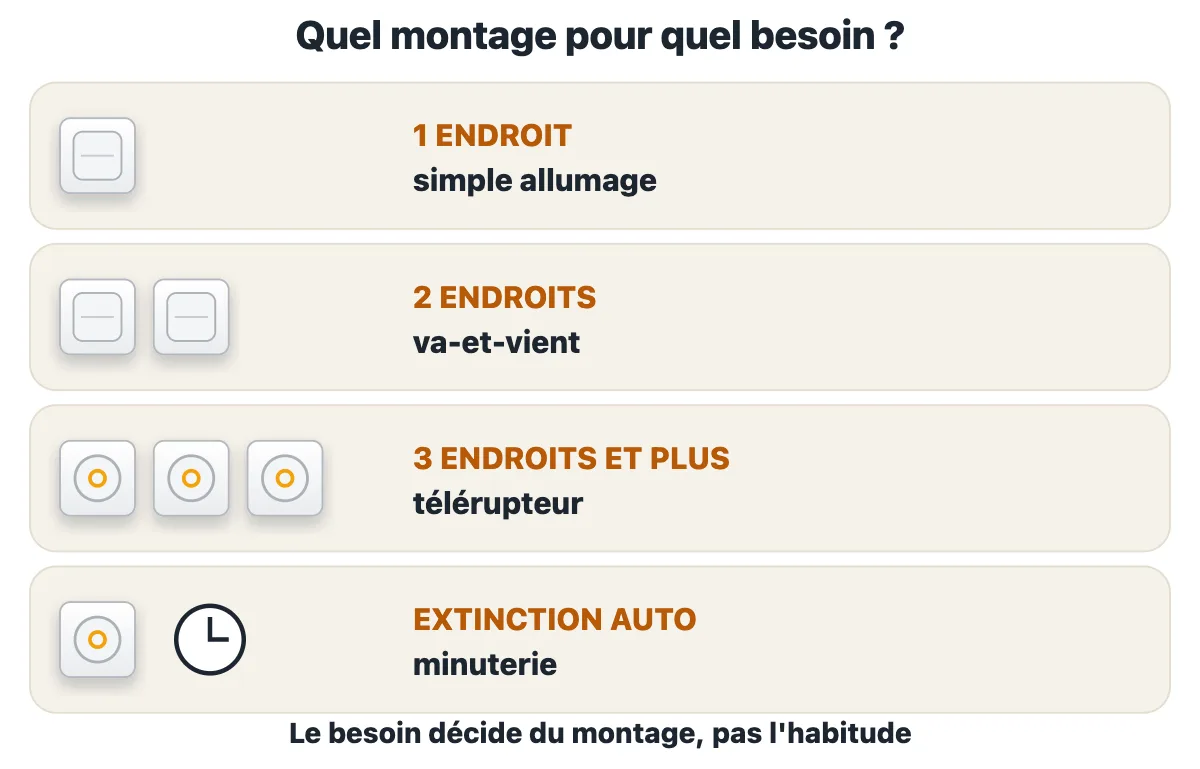 Quel montage pour quel besoin ?
1 ENDROIT
simple allumage
2 ENDROITS
va-et-vient
3 ENDROITS ET PLUS
télérupteur
EXTINCTION AUTO
minuterie
Le besoin décide du montage, pas l'habitude